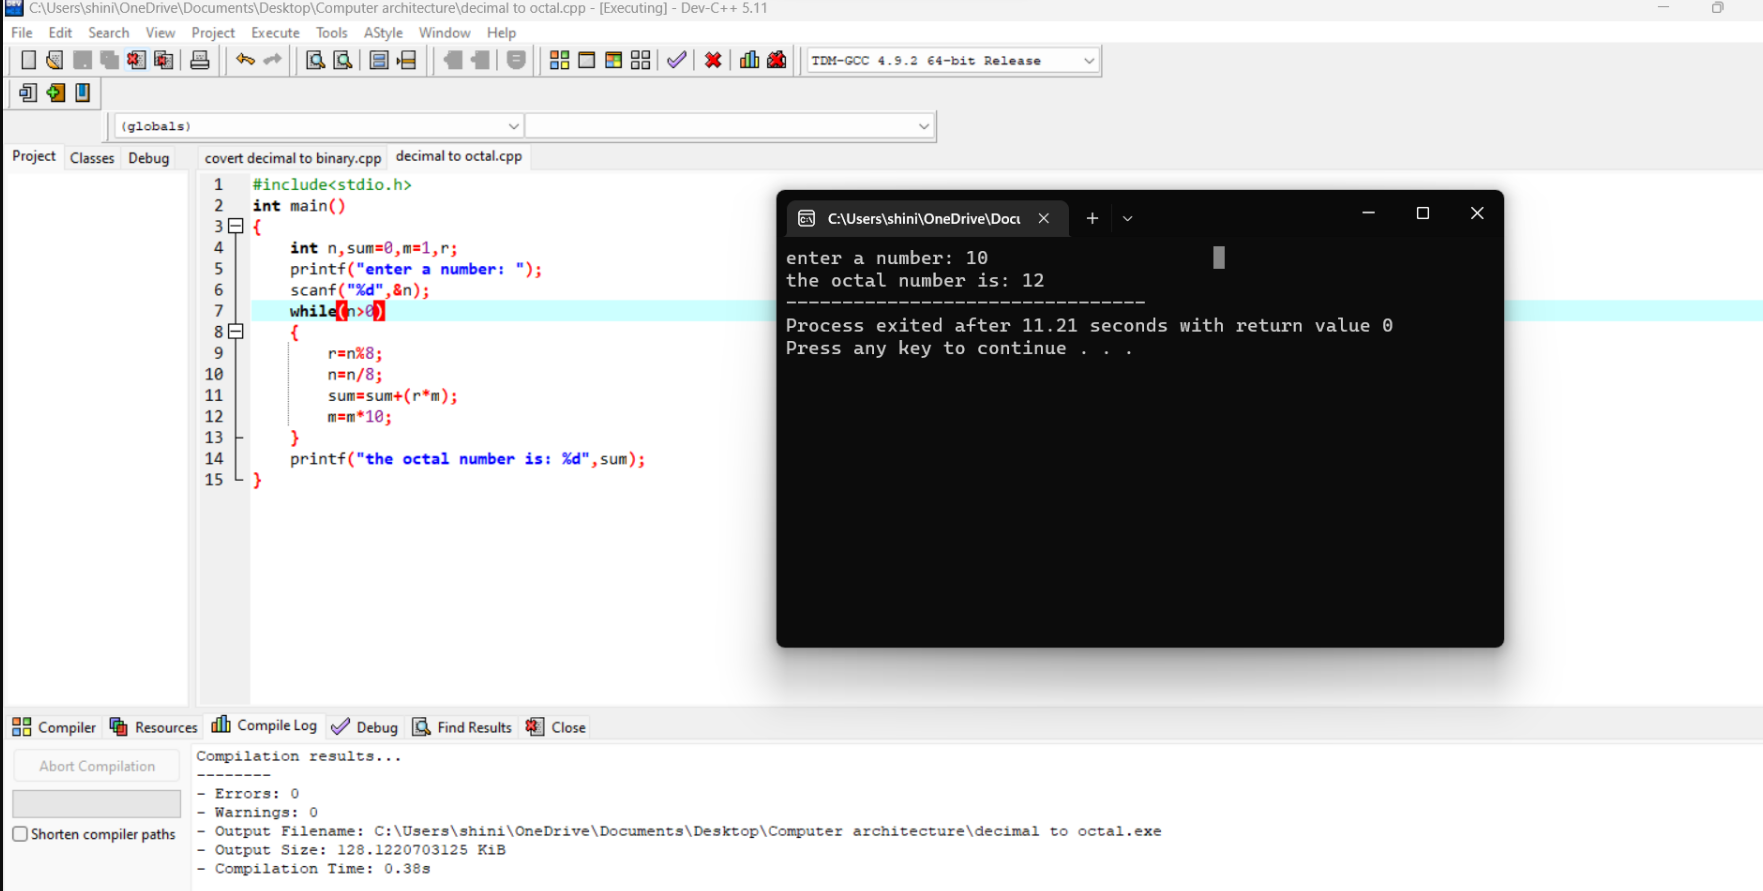 C:\Users\shini\OneDrive\Documents\Desktop\Computer architecture\decimal to octal.cpp - [Executing] - Dev-C++ 5.11
File Edit Search View Project Execute Tools AStyle Window Help
TDM-GCC 4.9.2 64-bit Release
(globals)
Project Classes Debug covert decimal to binary.cpp decimal to octal.cpp
1 #include<stdio.h>
2 int main()
3 {
4 int n,sum=0,m=1,r;
5 printf("enter a number: ");
6 scanf("%d",&n);
7 while(n>0)
8 {
9 r=n%8;
10 n=n/8;
11 sum=sum+(r*m);
12 m=m*10;
13 }
14 printf("the octal number is: %d",sum);
15 }
C:\Users\shini\OneDrive\Docu
enter a number: 10
the octal number is: 12
--------------------------------
Process exited after 11.21 seconds with return value 0
Press any key to continue . . .
Compiler Resources Compile Log Debug Find Results Close
Abort Compilation
Shorten compiler paths
Compilation results...
--------
- Errors: 0
- Warnings: 0
- Output Filename: C:\Users\shini\OneDrive\Documents\Desktop\Computer architecture\decimal to octal.exe
- Output Size: 128.1220703125 KiB
- Compilation Time: 0.38s